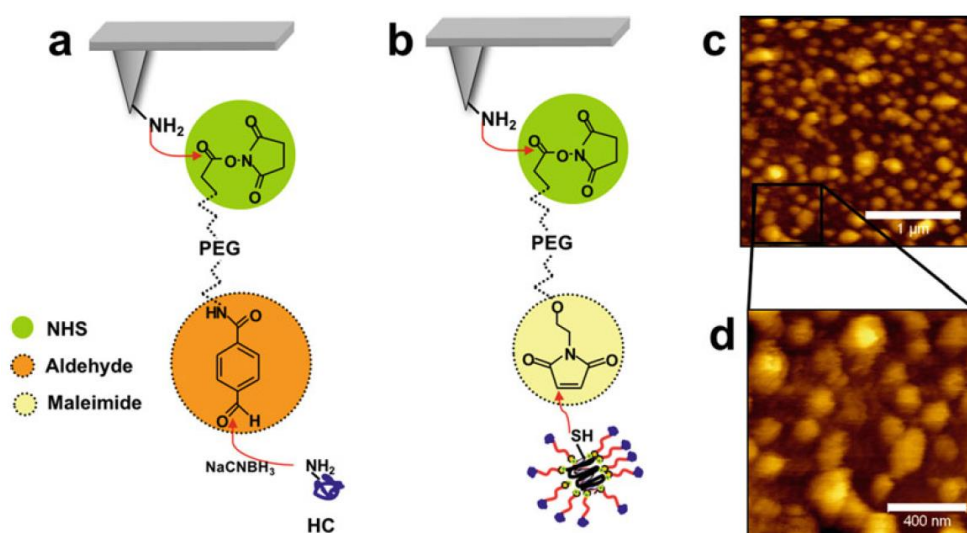 a
NH2
O
O
O-N
O
PEG
HN
O
O
H
NaCNBH3
NH2
HC
NHS
Aldehyde
Maleimide
b
NH2
O
O
O-N
O
PEG
O
N
O
O
SH
c
1 µm
d
400 nm